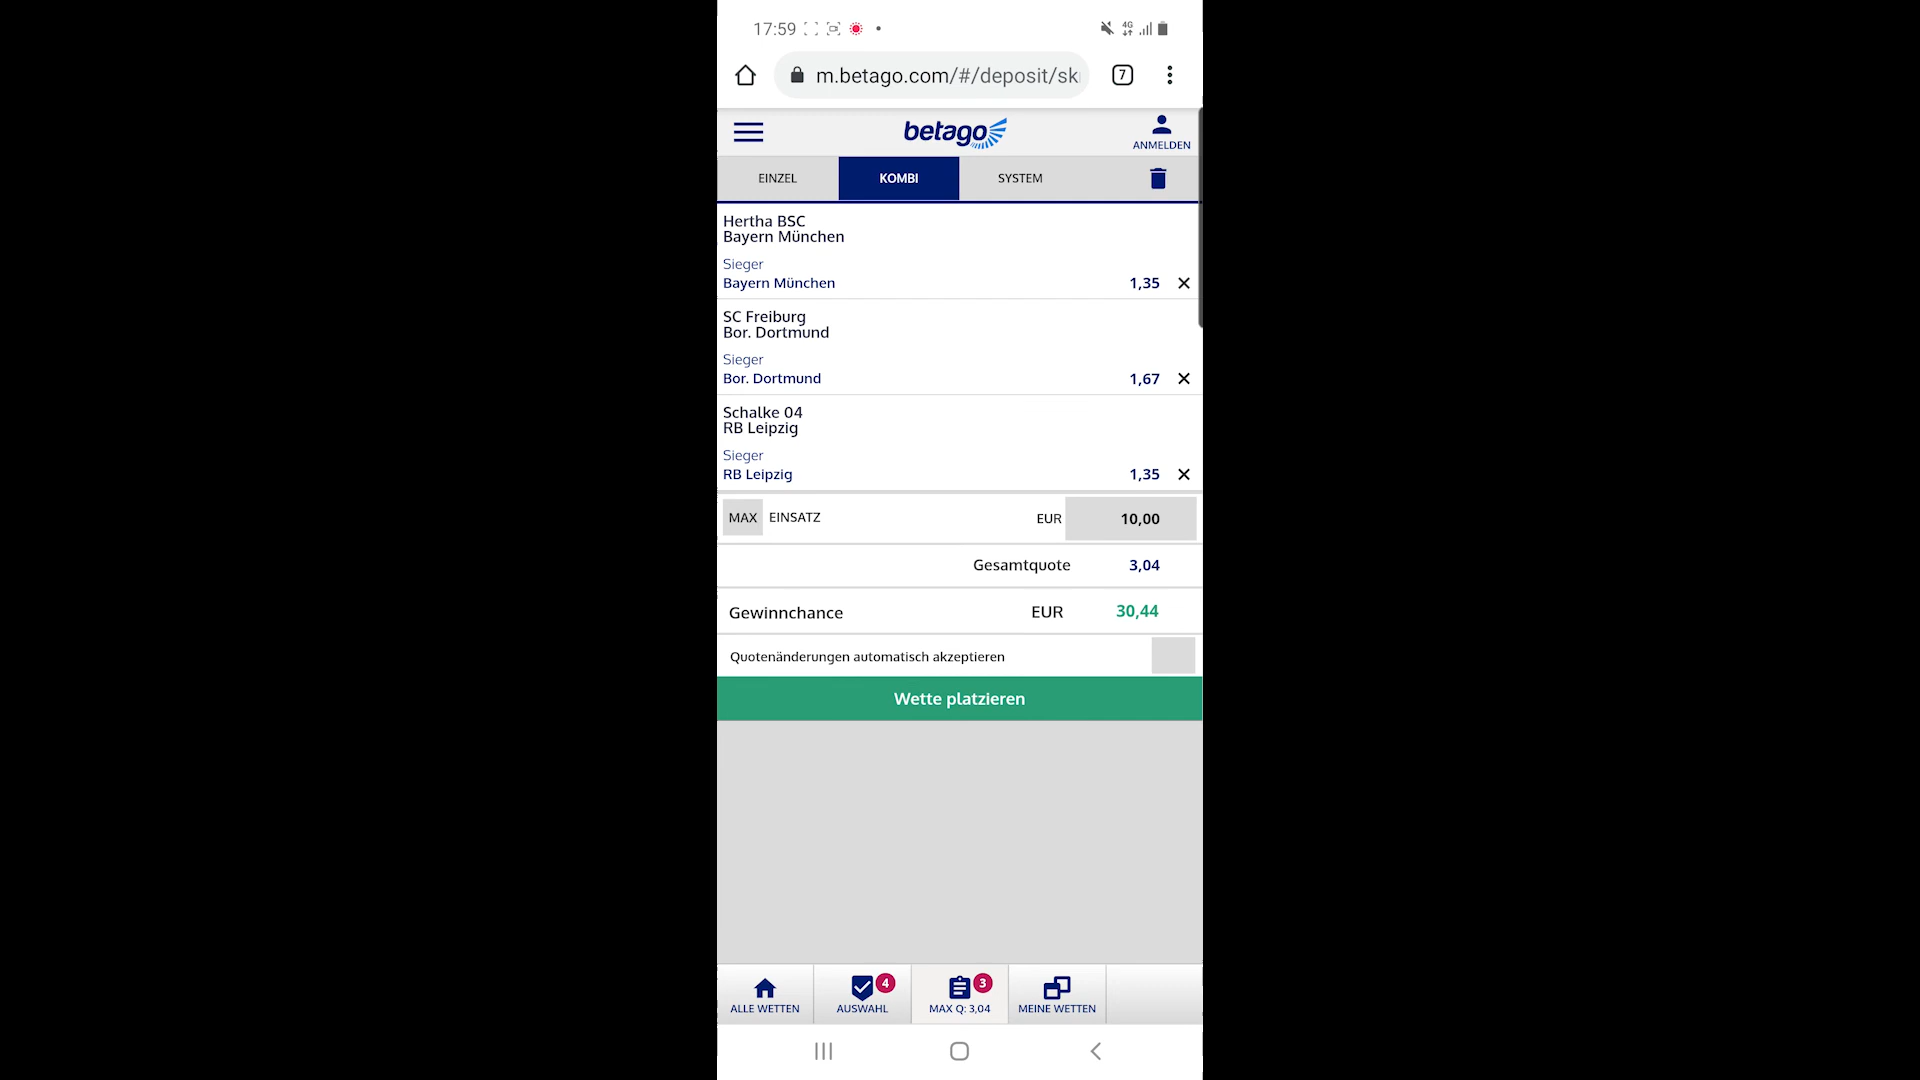 17:59
4G
m.betago.com/#/deposit/sk
7
betago
ANMELDEN
EINZEL
KOMBI
SYSTEM
Hertha BSC
Bayern München
Sieger
Bayern München 1,35
SC Freiburg
Bor. Dortmund
Sieger
Bor. Dortmund 1,67
Schalke 04
RB Leipzig
Sieger
RB Leipzig 1,35
MAX EINSATZ EUR 10,00
Gesamtquote 3,04
Gewinnchance EUR 30,44
Quotenänderungen automatisch akzeptieren
Wette platzieren
4
3
ALLE WETTEN
AUSWAHL
MAX Q: 3,04
MEINE WETTEN